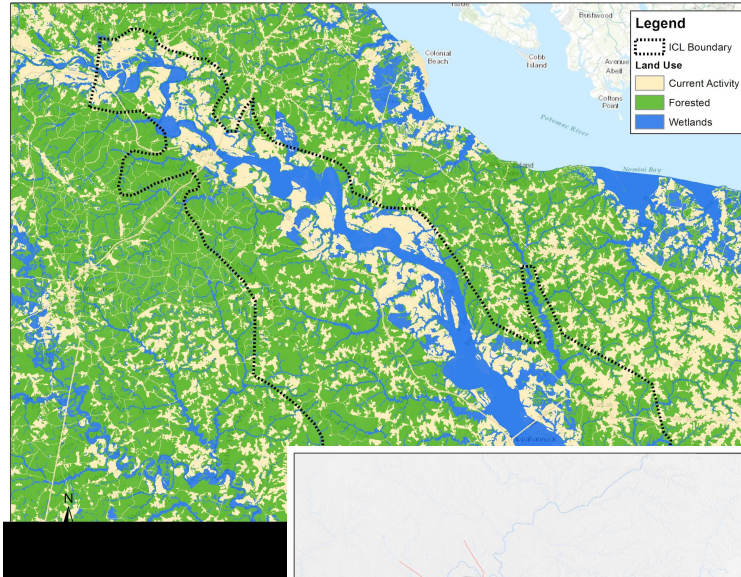 Bushwood
Legend
ICL Boundary
Land Use
Current Activity
Forested
Wetlands
Colonial
Beach
Cobb
Island
Avenue
Abell
Coltons
Point
Potomac River
Nomini Bay
N